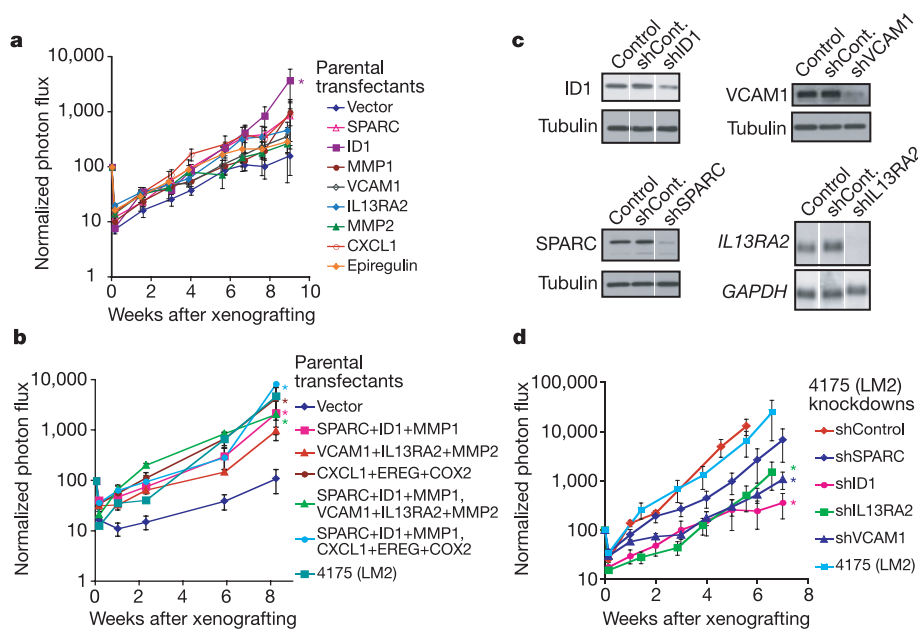 a
Normalized photon flux
10,000
1,000
100
10
1
0 2 4 6 8 10
Weeks after xenografting
*
Parental
transfectants
Vector
SPARC
ID1
MMP1
VCAM1
IL13RA2
MMP2
CXCL1
Epiregulin
b
Normalized photon flux
10,000
1,000
100
10
1
0 2 4 6 8
Weeks after xenografting
*
*
*
*
Parental
transfectants
Vector
SPARC+ID1+MMP1
VCAM1+IL13RA2+MMP2
CXCL1+EREG+COX2
SPARC+ID1+MMP1,
VCAM1+IL13RA2+MMP2
SPARC+ID1+MMP1,
CXCL1+EREG+COX2
4175 (LM2)
c
Control
shCont.
shID1
ID1
Tubulin
Control
shCont.
shVCAM1
VCAM1
Tubulin
Control
shCont.
shSPARC
SPARC
Tubulin
Control
shCont.
shIL13RA2
IL13RA2
GAPDH
d
Normalized photon flux
100,000
10,000
1,000
100
10
0 2 4 6 8
Weeks after xenografting
*
*
*
4175 (LM2)
knockdowns
shControl
shSPARC
shID1
shIL13RA2
shVCAM1
4175 (LM2)